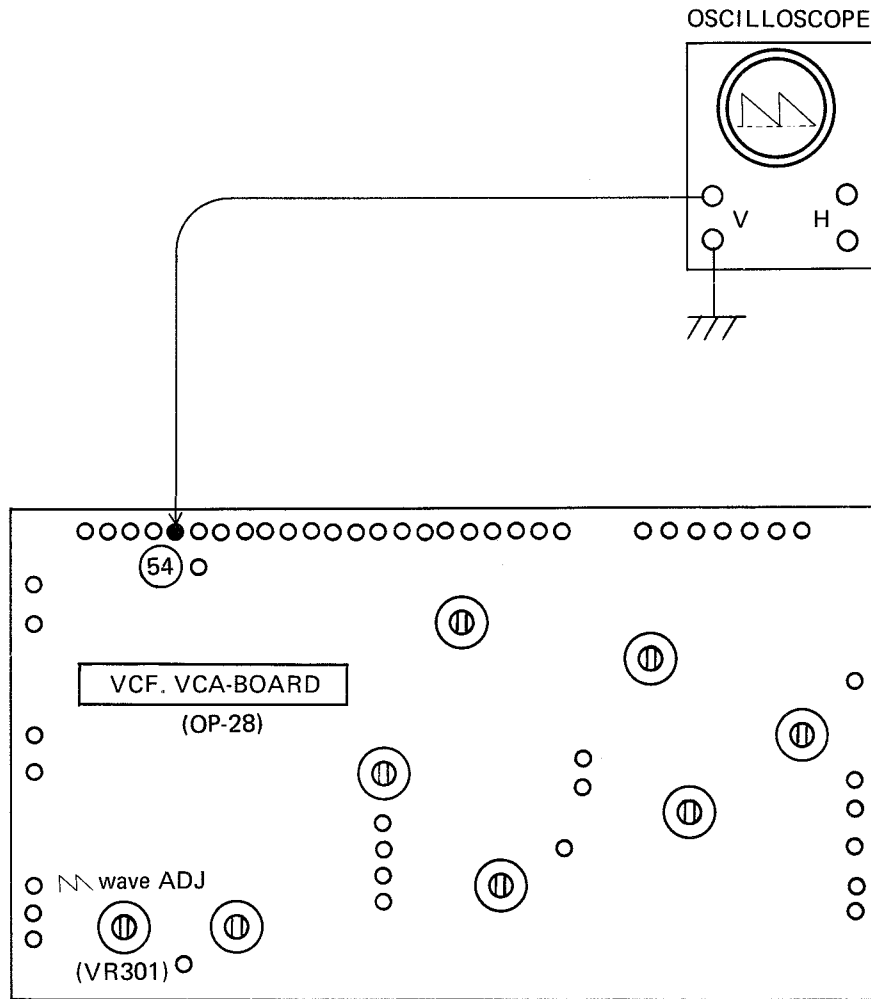 OSCILLOSCOPE
V H
54
VCF. VCA-BOARD
(OP-28)
wave ADJ
(VR301)